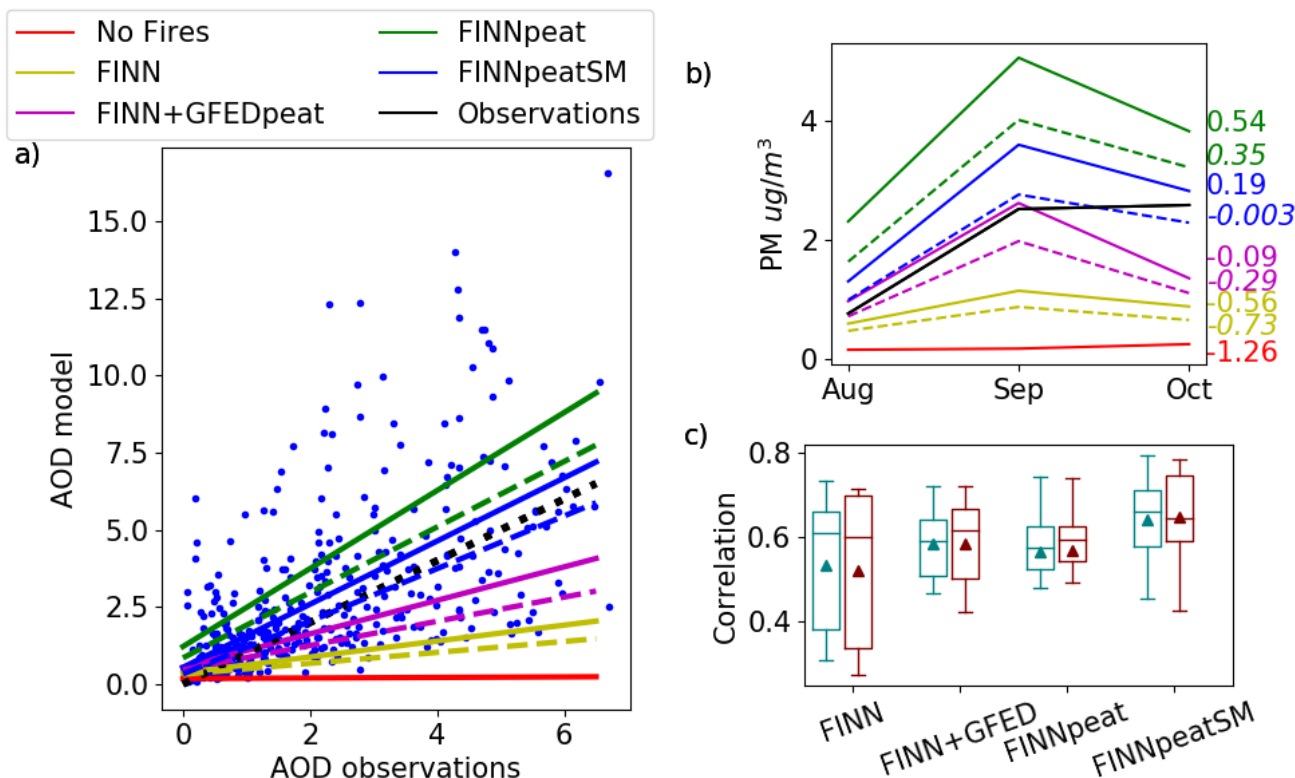 No Fires
FINN
FINN+GFEDpeat
FINNpeat
FINNpeatSM
Observations
a)
15.0
12.5
10.0
7.5
5.0
2.5
0.0
AOD model
0 2 4 6
AOD observations
b)
4
2
0
PM ug/m³
Aug Sep Oct
0.54
0.35
0.19
-0.003
-0.09
-0.29
-0.56
-0.73
-1.26
c)
0.8
0.6
0.4
Correlation
FINN FINN+GFED FINNpeat FINNpeatSM